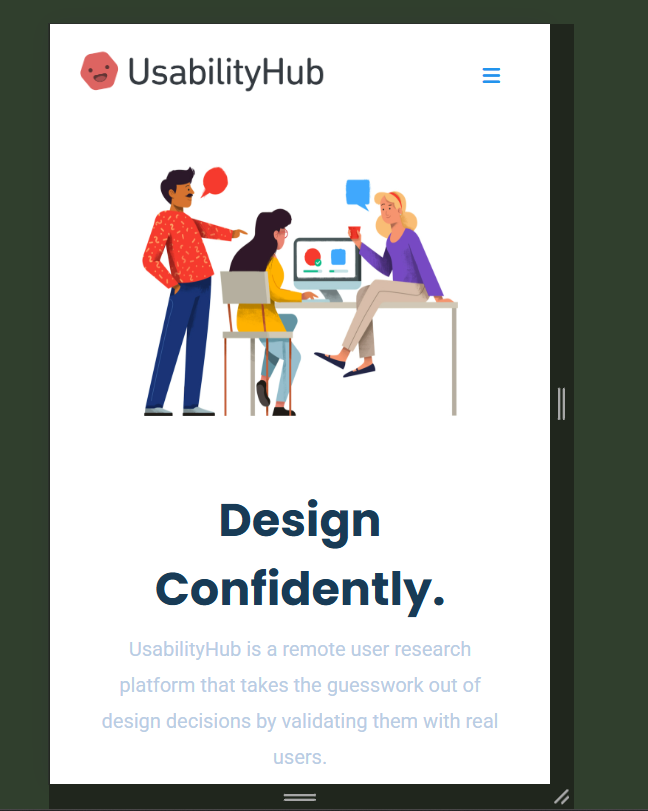 UsabilityHub
Design
Confidently.
UsabilityHub is a remote user research
platform that takes the guesswork out of
design decisions by validating them with real
users.